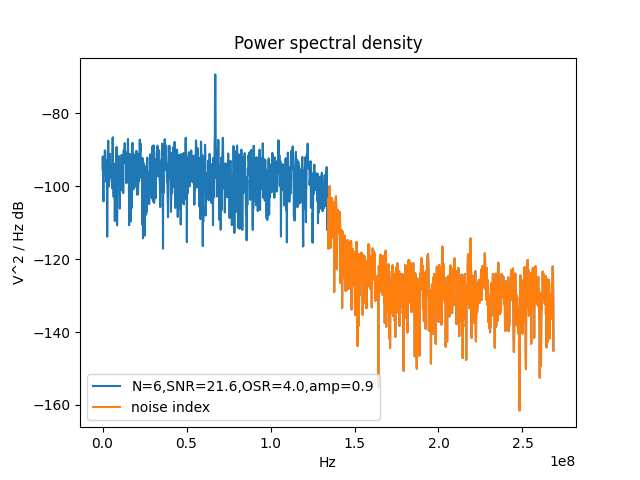 Power spectral density
V^2 / Hz dB
−80
−100
−120
−140
−160
N=6,SNR=21.6,OSR=4.0,amp=0.9
noise index
0.0 0.5 1.0 1.5 2.0 2.5
1e8
Hz